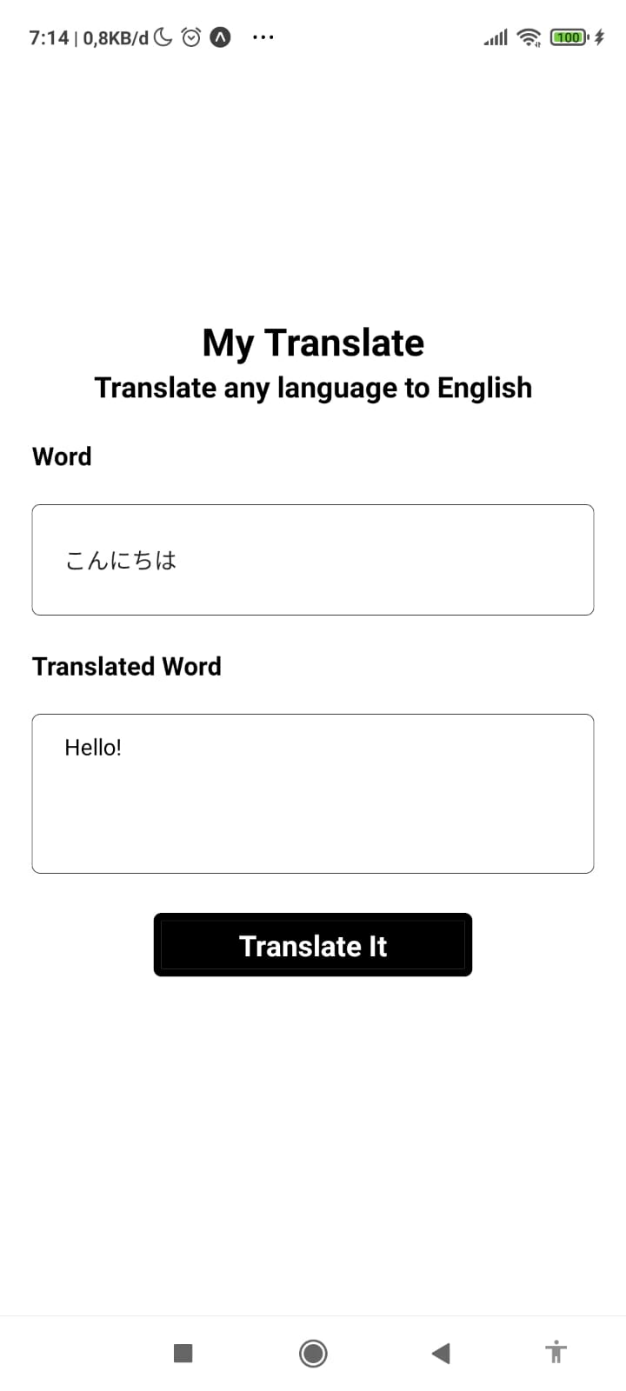 7:14 | 0,8KB/d
100
My Translate
Translate any language to English
Word
こんにちは
Translated Word
Hello!
Translate It